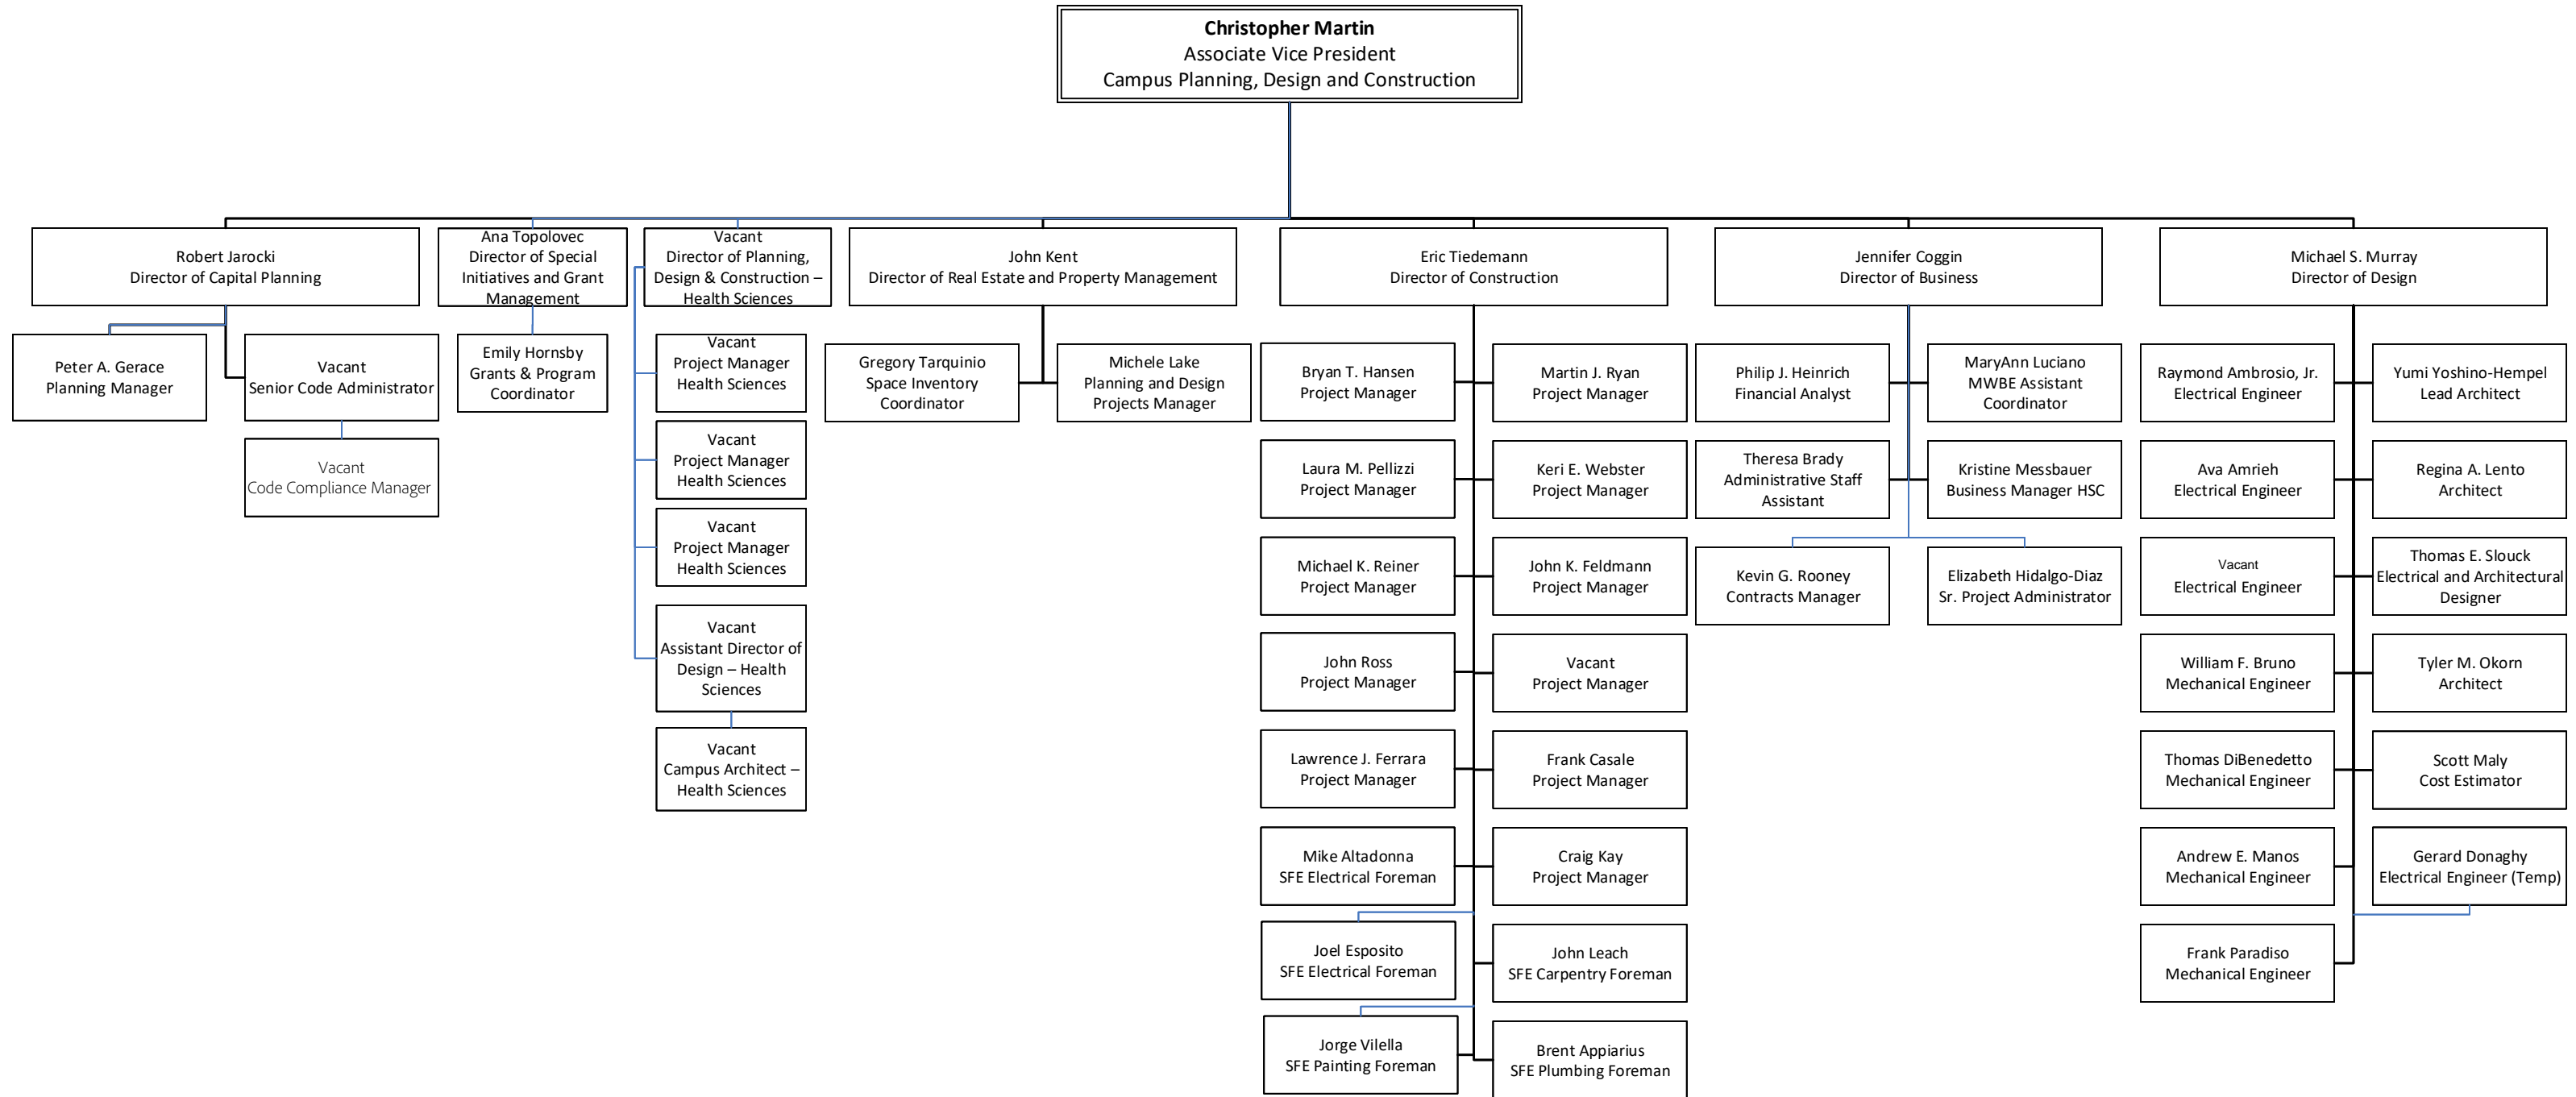 Christopher Martin
Associate Vice President
Campus Planning, Design and Construction
Robert Jarocki
Director of Capital Planning
Ana Topolovec
Director of Special
Initiatives and Grant
Management
Vacant
Director of Planning,
Design & Construction –
Health Sciences
John Kent
Director of Real Estate and Property Management
Eric Tiedemann
Director of Construction
Jennifer Coggin
Director of Business
Michael S. Murray
Director of Design
Peter A. Gerace
Planning Manager
Vacant
Senior Code Administrator
Vacant
Code Compliance Manager
Emily Hornsby
Grants & Program
Coordinator
Vacant
Project Manager
Health Sciences
Vacant
Project Manager
Health Sciences
Vacant
Project Manager
Health Sciences
Vacant
Assistant Director of
Design – Health
Sciences
Vacant
Campus Architect –
Health Sciences
Gregory Tarquinio
Space Inventory
Coordinator
Michele Lake
Planning and Design
Projects Manager
Bryan T. Hansen
Project Manager
Martin J. Ryan
Project Manager
Laura M. Pellizzi
Project Manager
Keri E. Webster
Project Manager
Michael K. Reiner
Project Manager
John K. Feldmann
Project Manager
John Ross
Project Manager
Vacant
Project Manager
Lawrence J. Ferrara
Project Manager
Frank Casale
Project Manager
Mike Altadonna
SFE Electrical Foreman
Craig Kay
Project Manager
Joel Esposito
SFE Electrical Foreman
John Leach
SFE Carpentry Foreman
Jorge Vilella
SFE Painting Foreman
Brent Appiarius
SFE Plumbing Foreman
Philip J. Heinrich
Financial Analyst
MaryAnn Luciano
MWBE Assistant
Coordinator
Theresa Brady
Administrative Staff
Assistant
Kristine Messbauer
Business Manager HSC
Kevin G. Rooney
Contracts Manager
Elizabeth Hidalgo-Diaz
Sr. Project Administrator
Raymond Ambrosio, Jr.
Electrical Engineer
Yumi Yoshino-Hempel
Lead Architect
Ava Amrieh
Electrical Engineer
Regina A. Lento
Architect
Vacant
Electrical Engineer
Thomas E. Slouck
Electrical and Architectural
Designer
William F. Bruno
Mechanical Engineer
Tyler M. Okorn
Architect
Thomas DiBenedetto
Mechanical Engineer
Scott Maly
Cost Estimator
Andrew E. Manos
Mechanical Engineer
Gerard Donaghy
Electrical Engineer (Temp)
Frank Paradiso
Mechanical Engineer